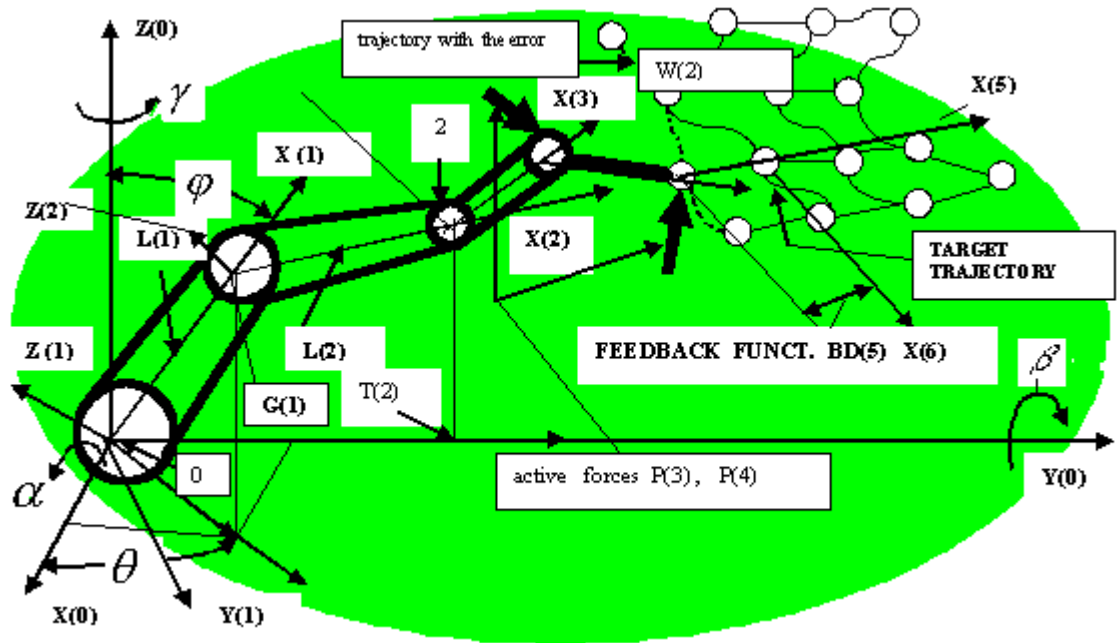 Z(0)
trajectory with the error
W(2)
X(3)
X(5)
γ
2
X (1)
φ
Z(2)
L(1)
X(2)
TARGET
TRAJECTORY
Z (1)
L(2)
FEEDBACK FUNCT. BD(5) X(6)
T(2)
G(1)
β
0
active forces P(3), P(4)
Y(0)
α
θ
X(0)
Y(1)